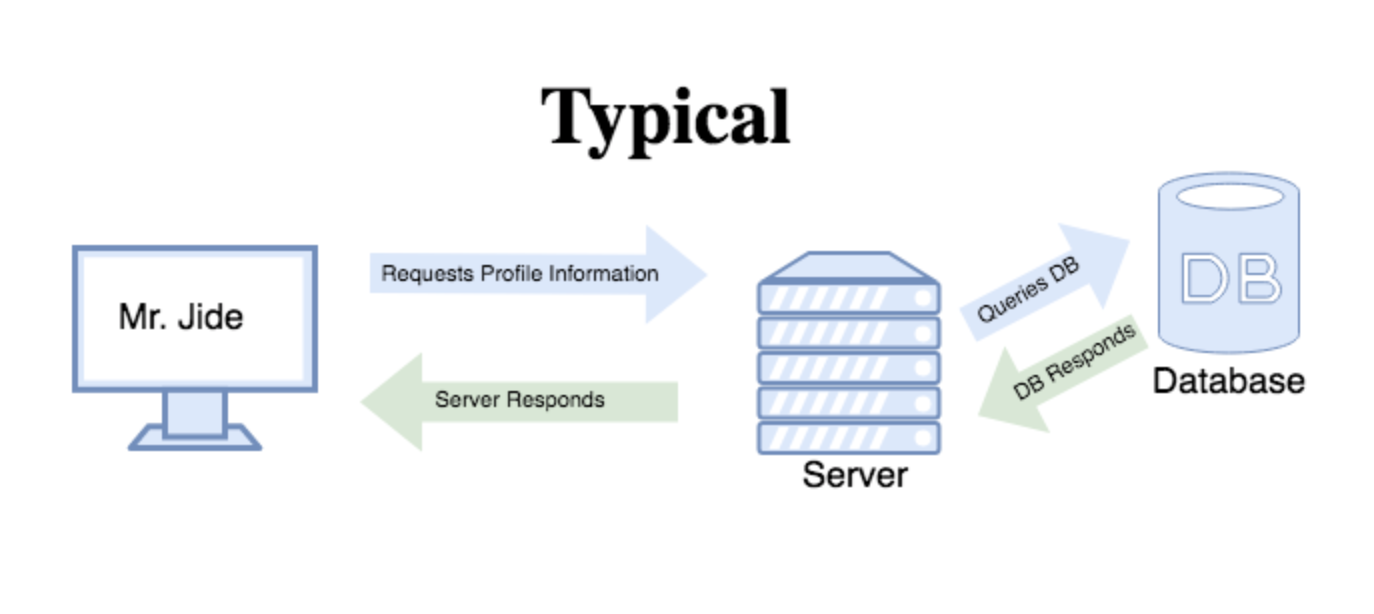 Typical
Mr. Jide
Requests Profile Information
Server Responds
Server
Queries DB
DB Responds
DB
Database